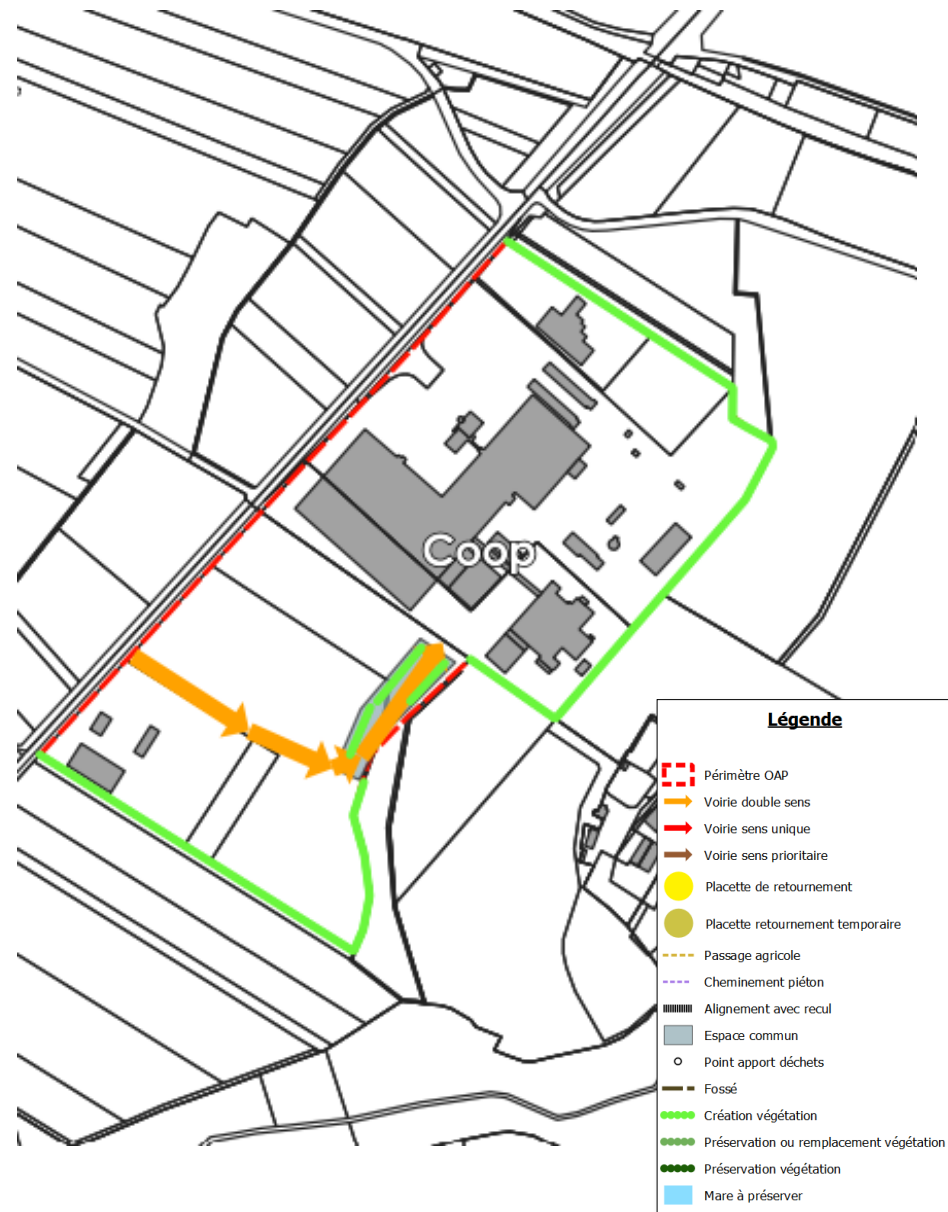 Coop
Légende
Périmètre OAP
Voirie double sens
Voirie sens unique
Voirie sens prioritaire
Placette de retournement
Placette retournement temporaire
Passage agricole
Cheminement piéton
Alignement avec recul
Espace commun
Point apport déchets
Fossé
Création végétation
Préservation ou remplacement végétation
Préservation végétation
Mare à préserver